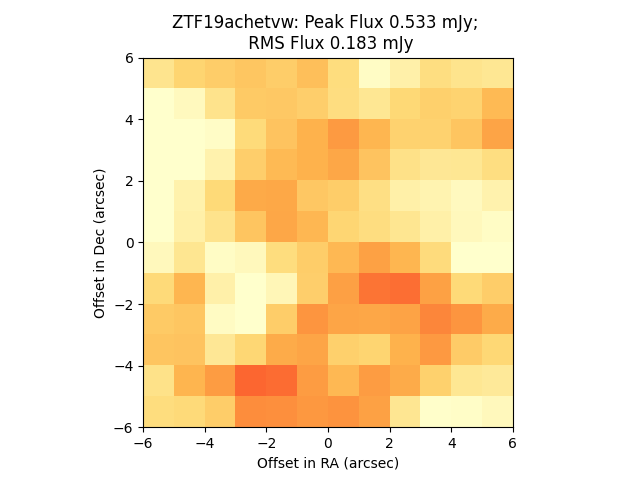 ZTF19achetvw: Peak Flux 0.533 mJy;
RMS Flux 0.183 mJy
6
4
2
0
−2
−4
−6
Offset in Dec (arcsec)
−6 −4 −2 0 2 4 6
Offset in RA (arcsec)